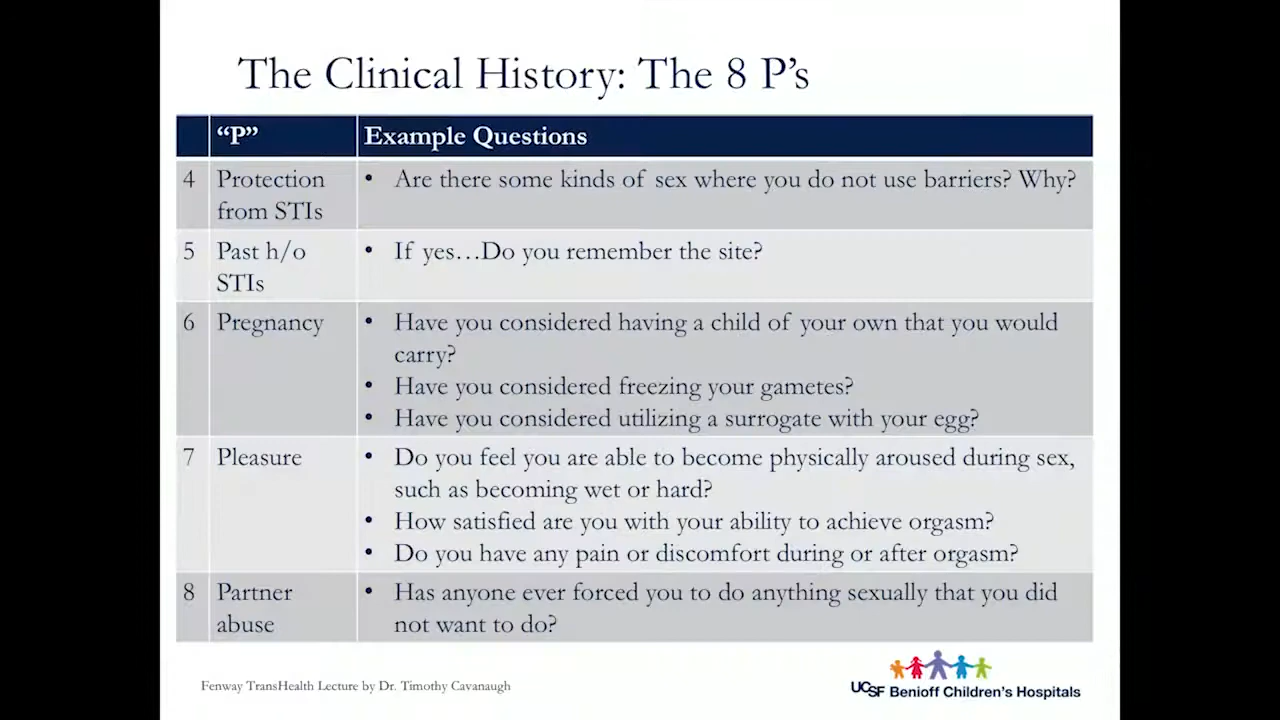 The Clinical History: The 8 P’s
“P” Example Questions
4 Protection from STIs • Are there some kinds of sex where you do not use barriers? Why?
5 Past h/o STIs • If yes…Do you remember the site?
6 Pregnancy • Have you considered having a child of your own that you would
carry?
• Have you considered freezing your gametes?
• Have you considered utilizing a surrogate with your egg?
7 Pleasure • Do you feel you are able to become physically aroused during sex,
such as becoming wet or hard?
• How satisfied are you with your ability to achieve orgasm?
• Do you have any pain or discomfort during or after orgasm?
8 Partner abuse • Has anyone ever forced you to do anything sexually that you did
not want to do?
Fenway TransHealth Lecture by Dr. Timothy Cavanaugh
UCSF Benioff Children’s Hospitals